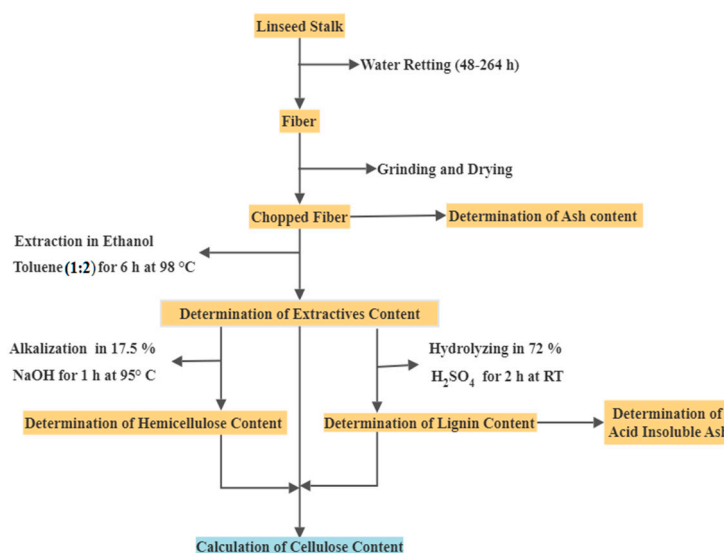 Linseed Stalk
Water Retting (48-264 h)
Fiber
Grinding and Drying
Chopped Fiber
Determination of Ash content
Extraction in Ethanol
Toluene (1:2) for 6 h at 98 °C
Determination of Extractives Content
Alkalization in 17.5 %
NaOH for 1 h at 95° C
Hydrolyzing in 72 %
H₂SO₄ for 2 h at RT
Determination of Hemicellulose Content
Determination of Lignin Content
Determination of
Acid Insoluble Ash
Calculation of Cellulose Content